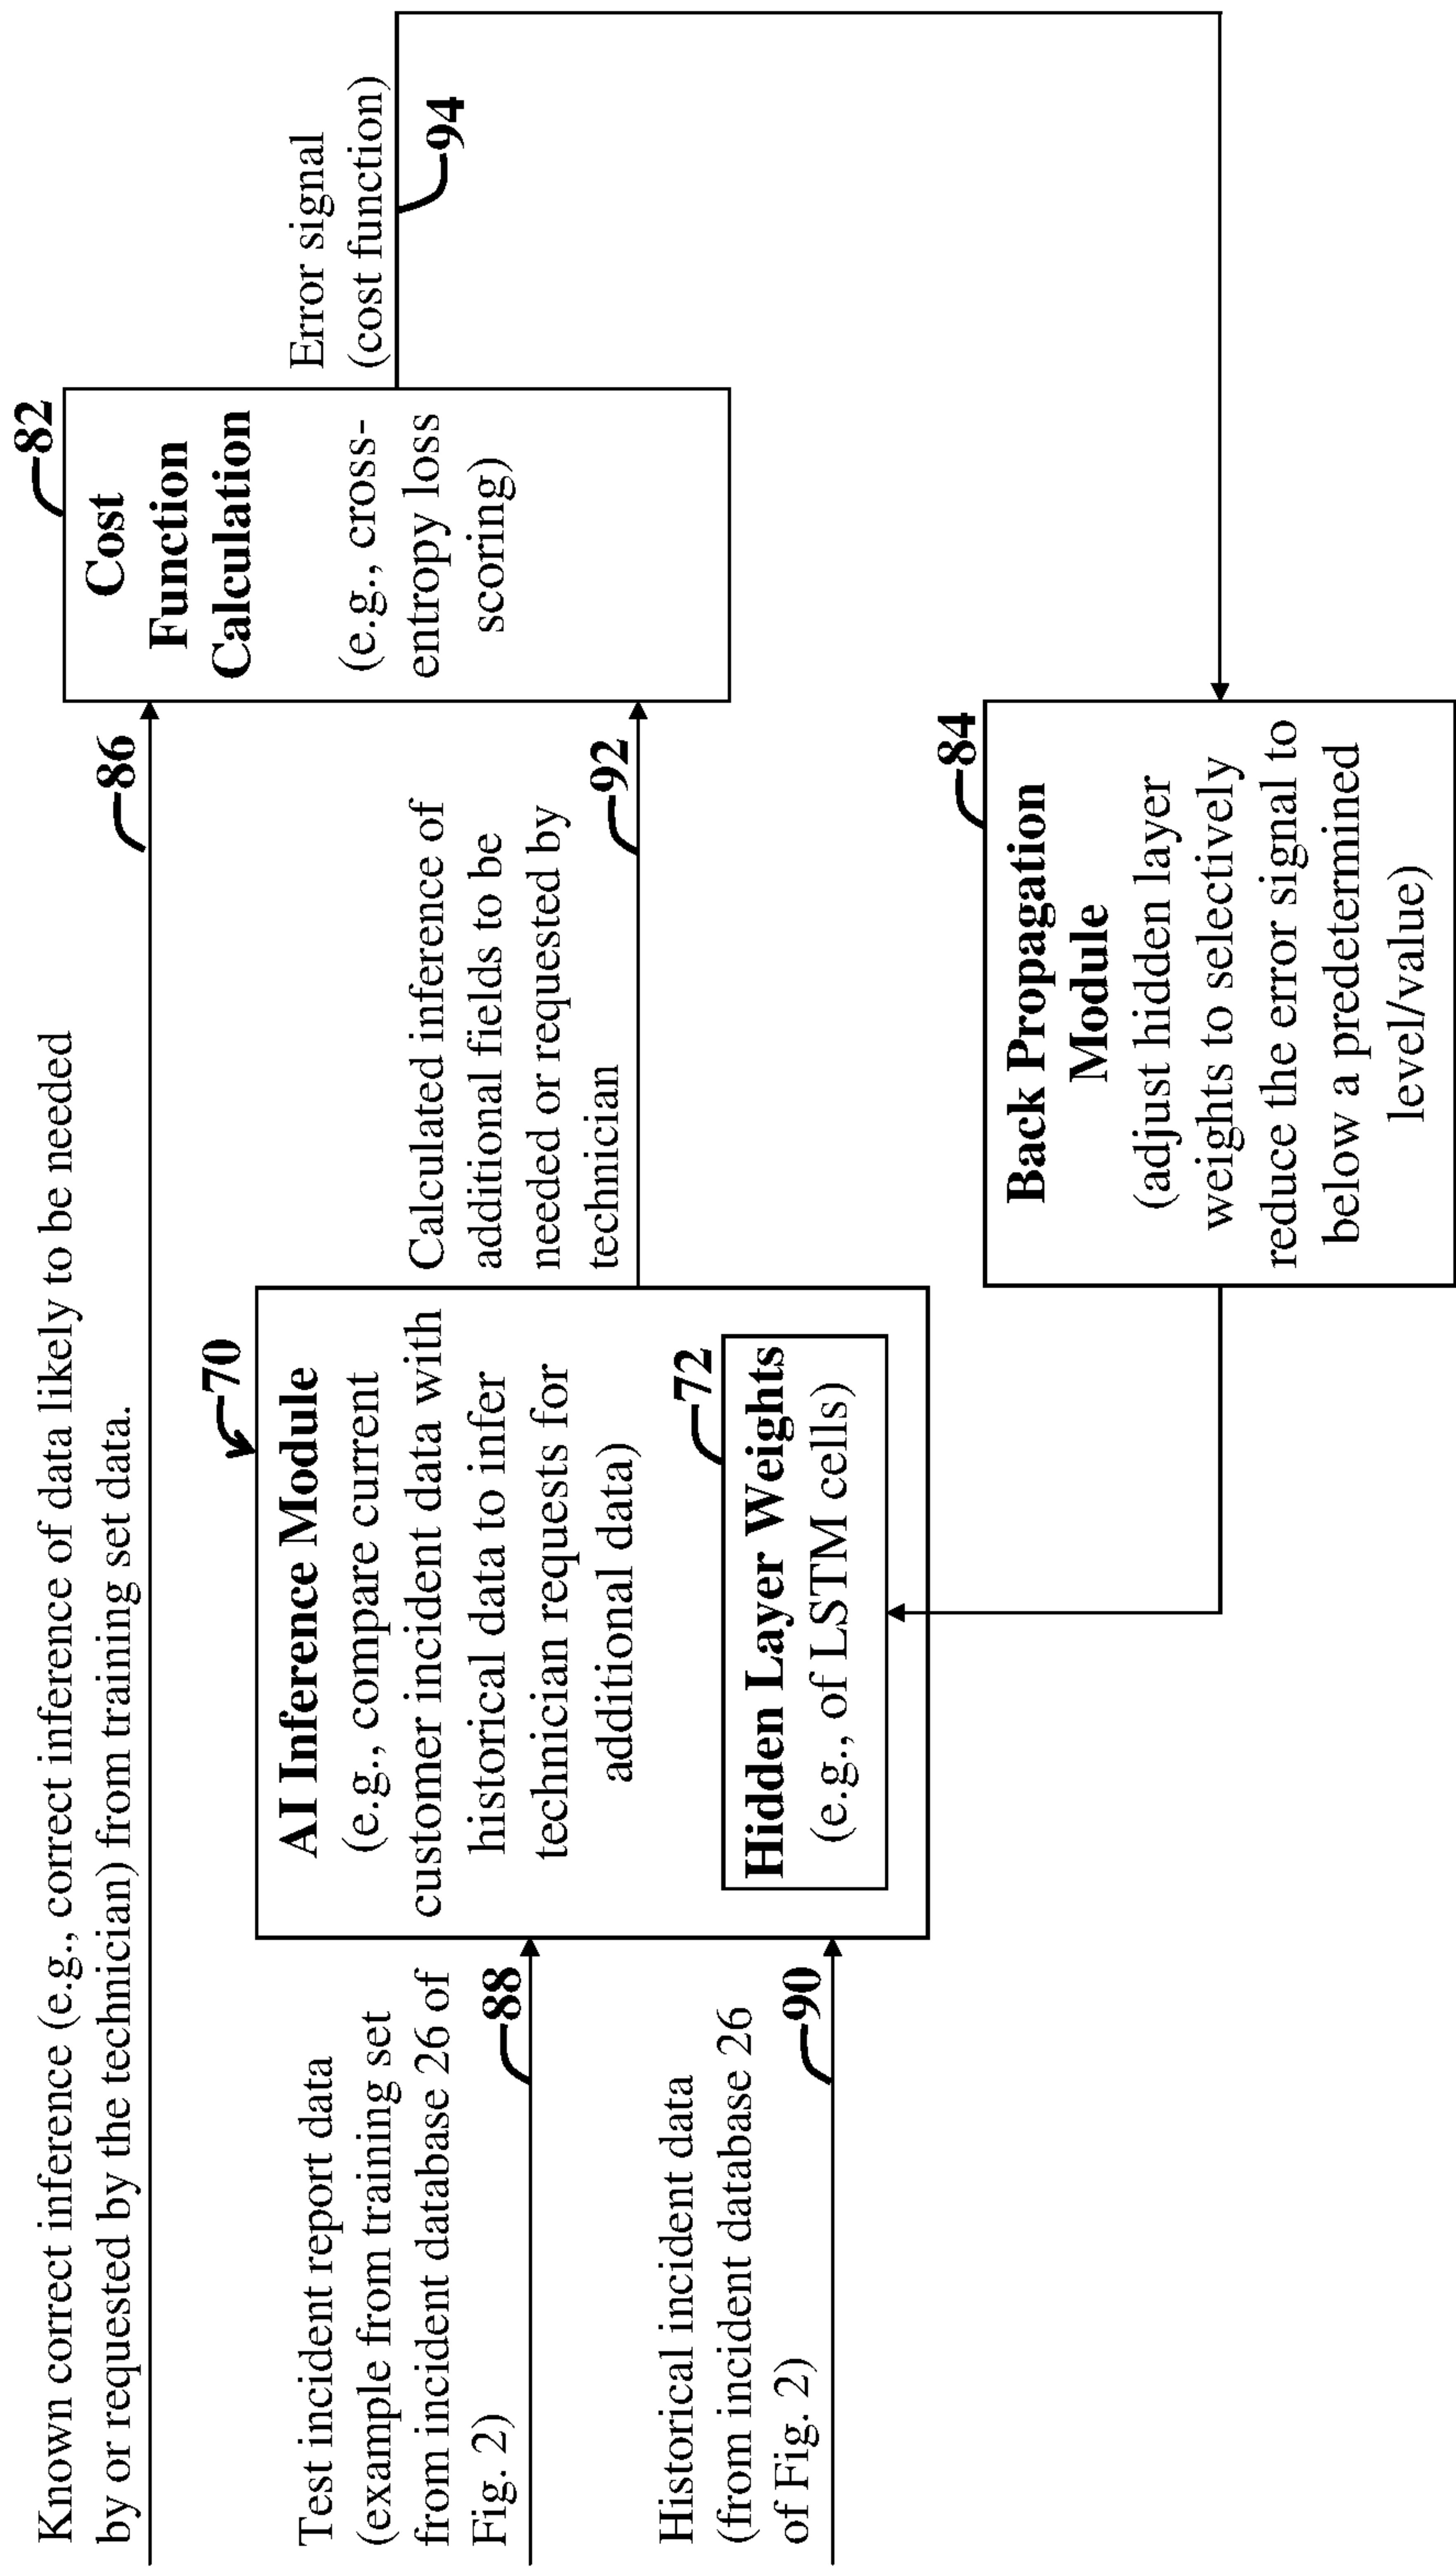 Known correct inference (e.g., correct inference of data likely to be needed
by or requested by the technician) from training set data.
86
82
Cost
Function
Calculation
(e.g., cross-
entropy loss
scoring)
Error signal
(cost function)
94
70
AI Inference Module
(e.g., compare current
customer incident data with
historical data to infer
technician requests for
additional data)
72
Hidden Layer Weights
(e.g., of LSTM cells)
Test incident report data
(example from training set
from incident database 26 of
Fig. 2)
88
Historical incident data
(from incident database 26
of Fig. 2)
90
Calculated inference of
additional fields to be
needed or requested by
technician
92
84
Back Propagation
Module
(adjust hidden layer
weights to selectively
reduce the error signal to
below a predetermined
level/value)